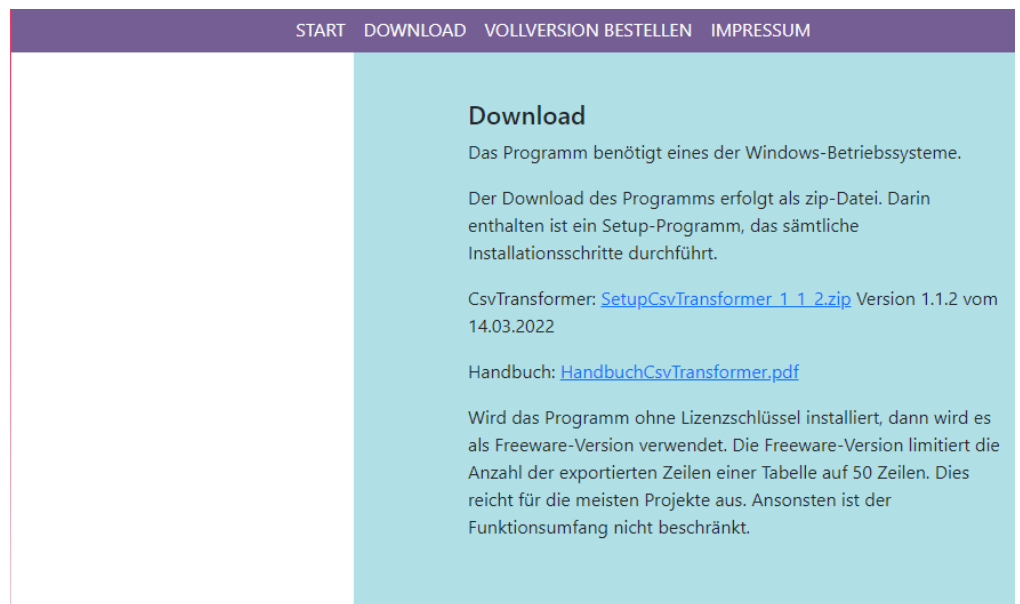 START DOWNLOAD VOLLVERSION BESTELLEN IMPRESSUM
Download
Das Programm benötigt eines der Windows-Betriebssysteme.
Der Download des Programms erfolgt als zip-Datei. Darin
enthalten ist ein Setup-Programm, das sämtliche
Installationsschritte durchführt.
CsvTransformer: SetupCsvTransformer_1_1_2.zip Version 1.1.2 vom
14.03.2022
Handbuch: HandbuchCsvTransformer.pdf
Wird das Programm ohne Lizenzschlüssel installiert, dann wird es
als Freeware-Version verwendet. Die Freeware-Version limitiert die
Anzahl der exportierten Zeilen einer Tabelle auf 50 Zeilen. Dies
reicht für die meisten Projekte aus. Ansonsten ist der
Funktionsumfang nicht beschränkt.